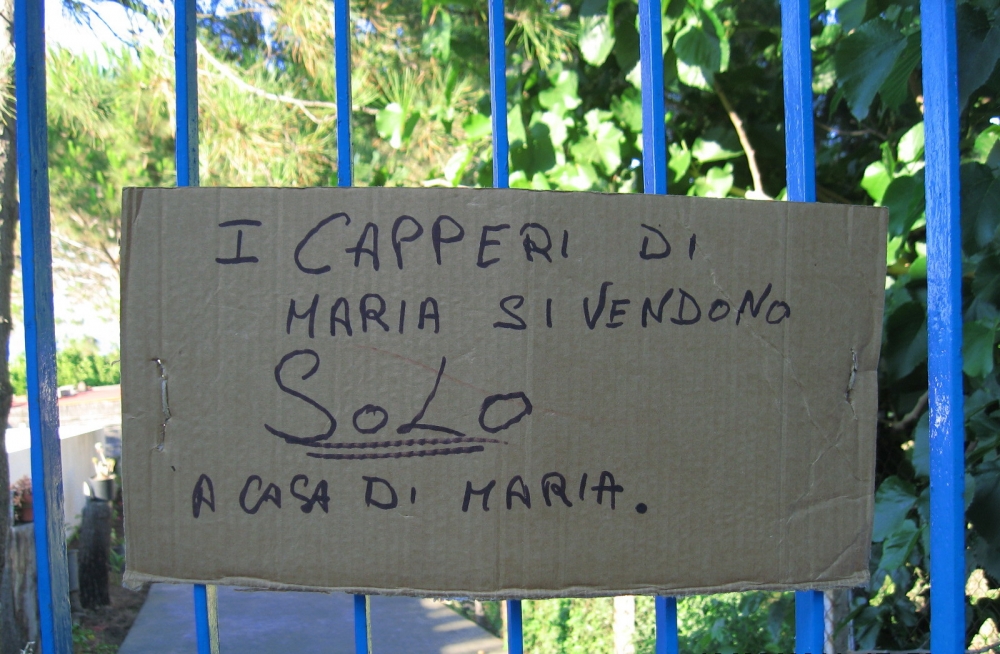 I CAPPERI DI
MARIA SI VENDONO
SOLO
A CASA DI MARIA.